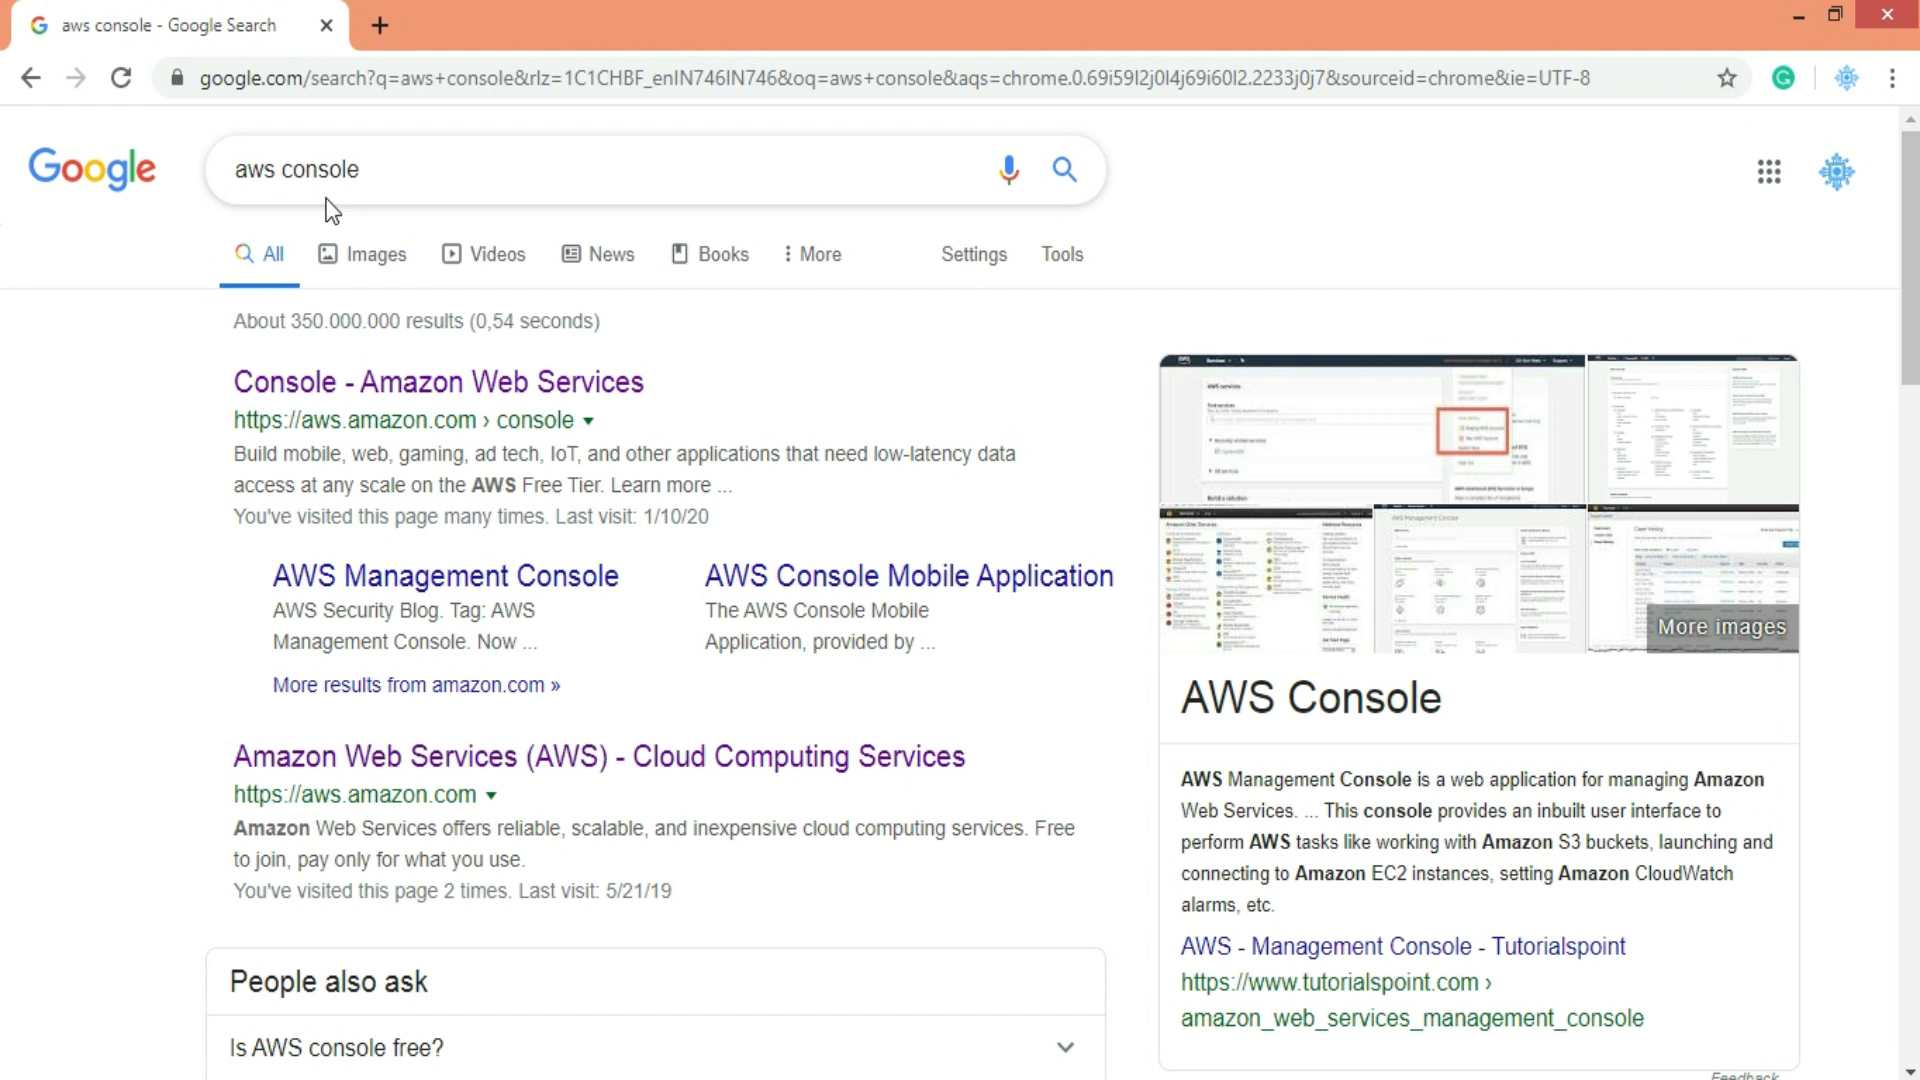 aws console - Google Search
google.com/search?q=aws+console&rlz=1C1CHBF_enIN746IN746&oq=aws+console&aqs=chrome.0.69i59l2j0l4j69i60l2.2233j0j7&sourceid=chrome&ie=UTF-8
Google
aws console
All Images Videos News Books More Settings Tools
About 350.000.000 results (0,54 seconds)
Console - Amazon Web Services
https://aws.amazon.com › console
Build mobile, web, gaming, ad tech, IoT, and other applications that need low-latency data
access at any scale on the AWS Free Tier. Learn more ...
You've visited this page many times. Last visit: 1/10/20
AWS Management Console
AWS Security Blog. Tag: AWS
Management Console. Now ...
AWS Console Mobile Application
The AWS Console Mobile
Application, provided by ...
More results from amazon.com »
Amazon Web Services (AWS) - Cloud Computing Services
https://aws.amazon.com
Amazon Web Services offers reliable, scalable, and inexpensive cloud computing services. Free
to join, pay only for what you use.
You've visited this page 2 times. Last visit: 5/21/19
People also ask
Is AWS console free?
AWS services
Find services
Build a solution
AWS Management Console
More images
AWS Console
AWS Management Console is a web application for managing Amazon
Web Services. ... This console provides an inbuilt user interface to
perform AWS tasks like working with Amazon S3 buckets, launching and
connecting to Amazon EC2 instances, setting Amazon CloudWatch
alarms, etc.
AWS - Management Console - Tutorialspoint
https://www.tutorialspoint.com ›
amazon_web_services_management_console
Feedback